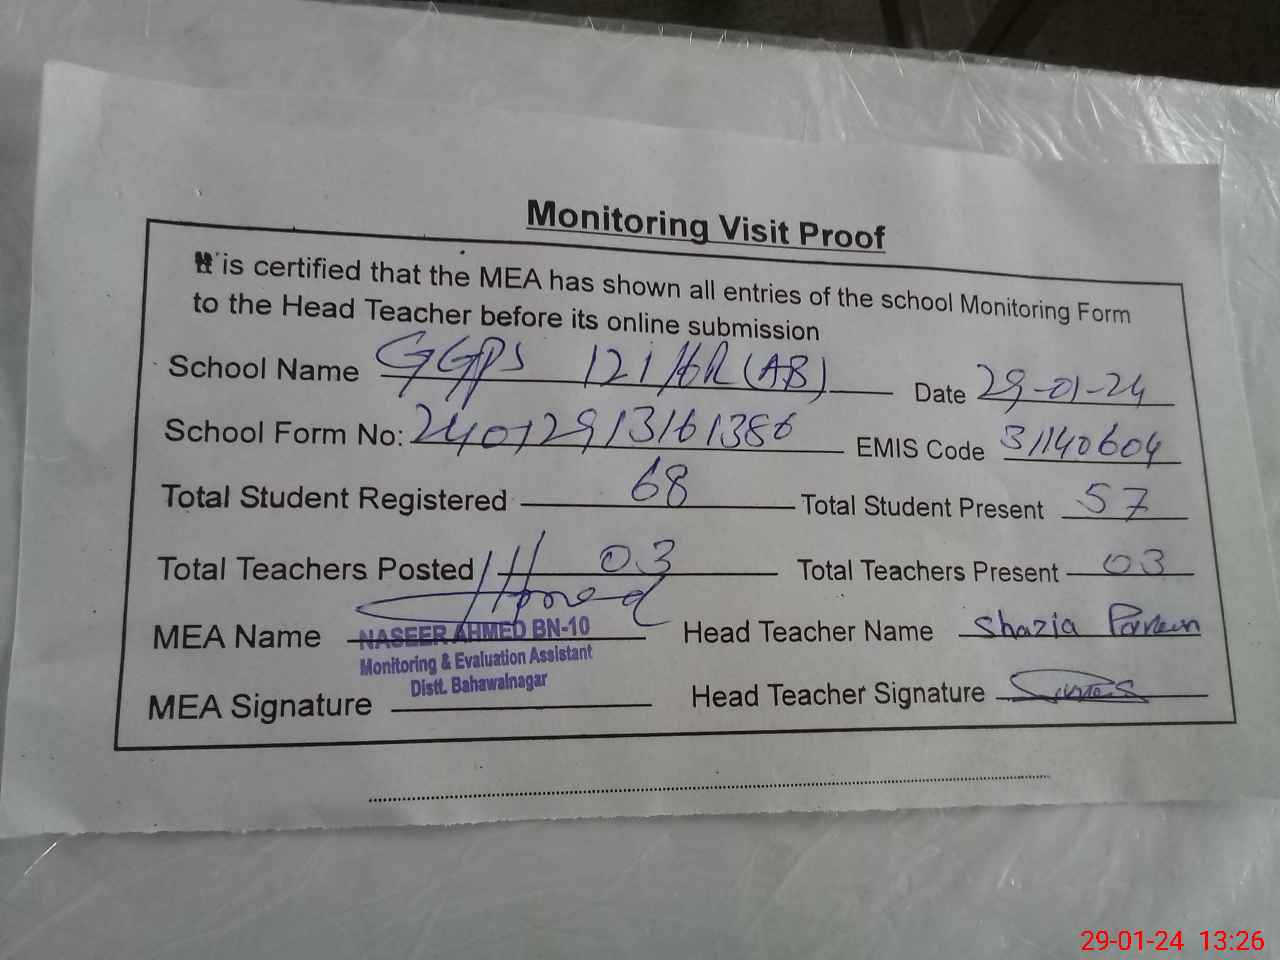 Monitoring Visit Proof
It is certified that the MEA has shown all entries of the school Monitoring Form
to the Head Teacher before its online submission
School Name GGPS 121/6R (AB) Date 29-01-24
School Form No: 24012913161386 EMIS Code 31140604
Total Student Registered 68 Total Student Present 57
Total Teachers Posted 03 Total Teachers Present 03
MEA Name NASEER AHMED BN-10 Head Teacher Name Shazia Parveen
Monitoring & Evaluation Assistant
Distt. Bahawalnagar
MEA Signature Head Teacher Signature
29-01-24 13:26